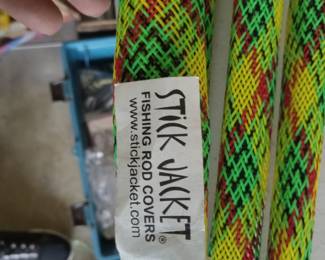 STICK JACKET®
FISHING ROD COVERS
www.stickjacket.com